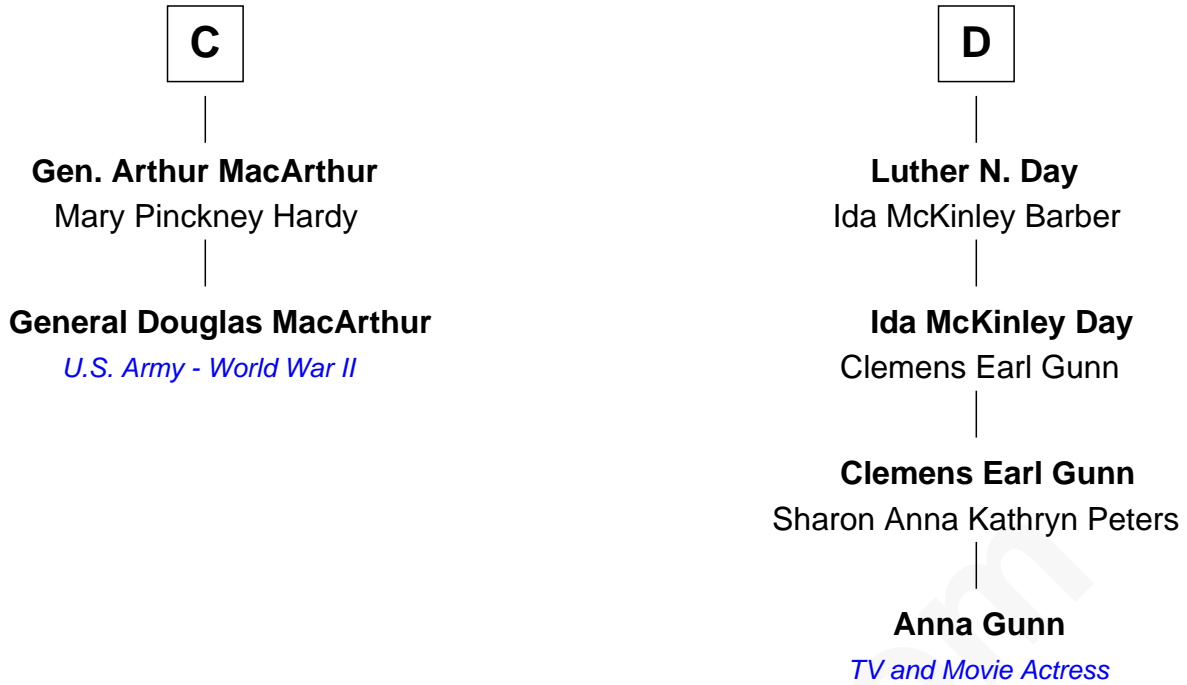 C
Gen. Arthur MacArthur
Mary Pinckney Hardy
General Douglas MacArthur
U.S. Army - World War II
D
Luther N. Day
Ida McKinley Barber
Ida McKinley Day
Clemens Earl Gunn
Clemens Earl Gunn
Sharon Anna Kathryn Peters
Anna Gunn
TV and Movie Actress